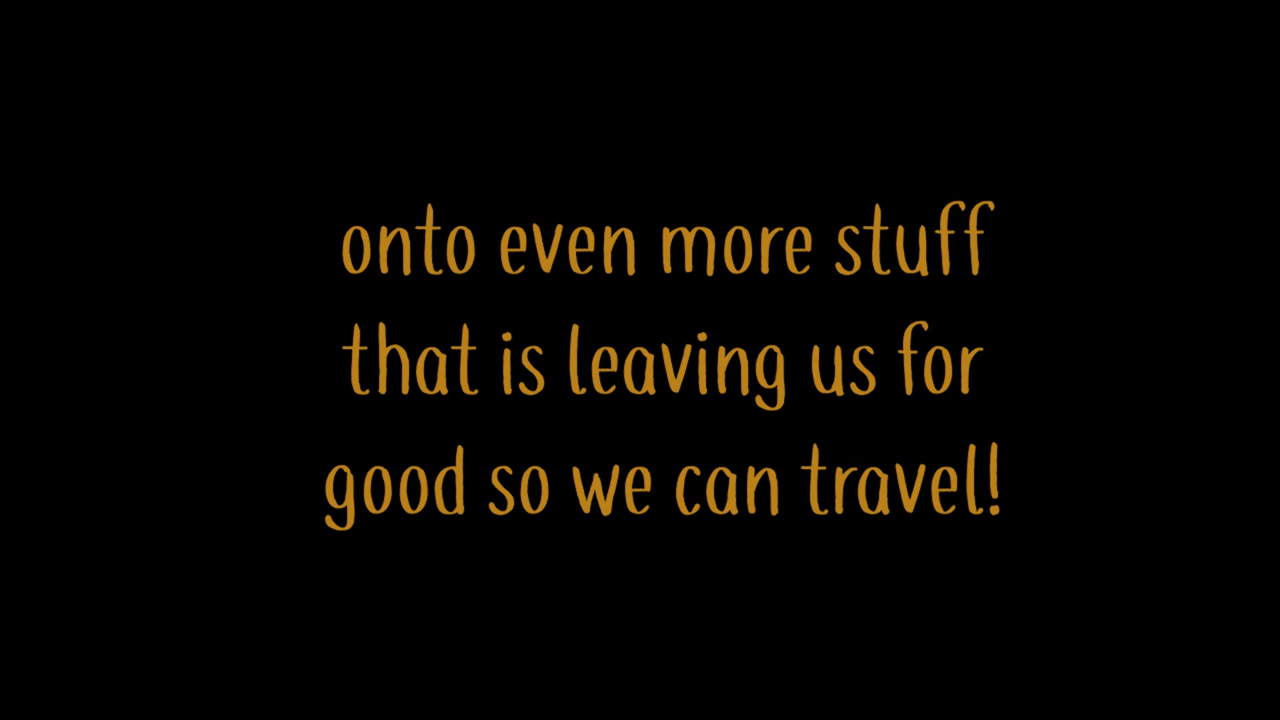 onto even more stuff
that is leaving us for
good so we can travel!